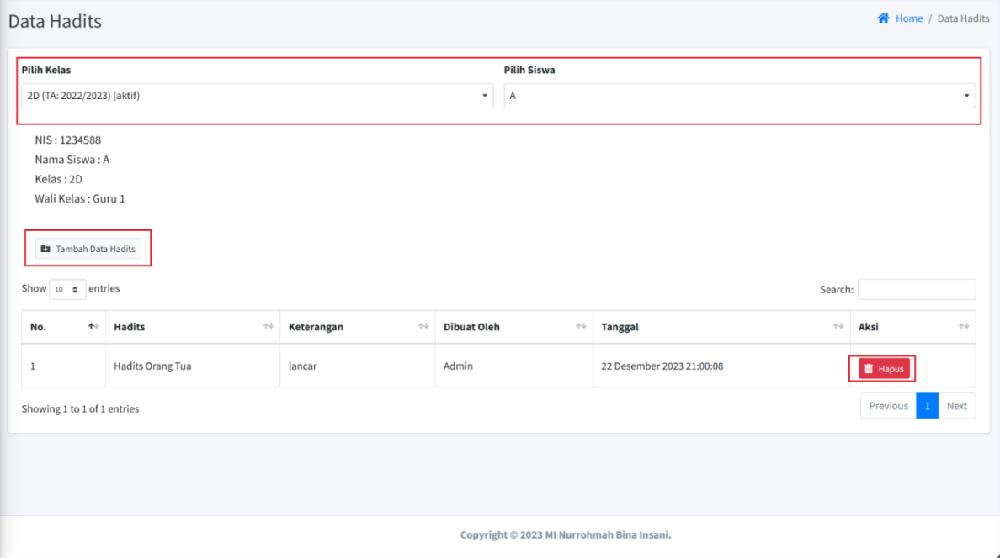 Data Hadits
Home / Data Hadits
Pilih Kelas
Pilih Siswa
2D (TA: 2022/2023) (aktif)
A
NIS : 1234588
Nama Siswa : A
Kelas : 2D
Wali Kelas : Guru 1
Tambah Data Hadits
Show 10 entries
Search:
No. Hadits Keterangan Dibuat Oleh Tanggal Aksi
1 Hadits Orang Tua lancar Admin 22 Desember 2023 21:00:08 Hapus
Showing 1 to 1 of 1 entries
Previous 1 Next
Copyright © 2023 MI Nurrohmah Bina Insani.